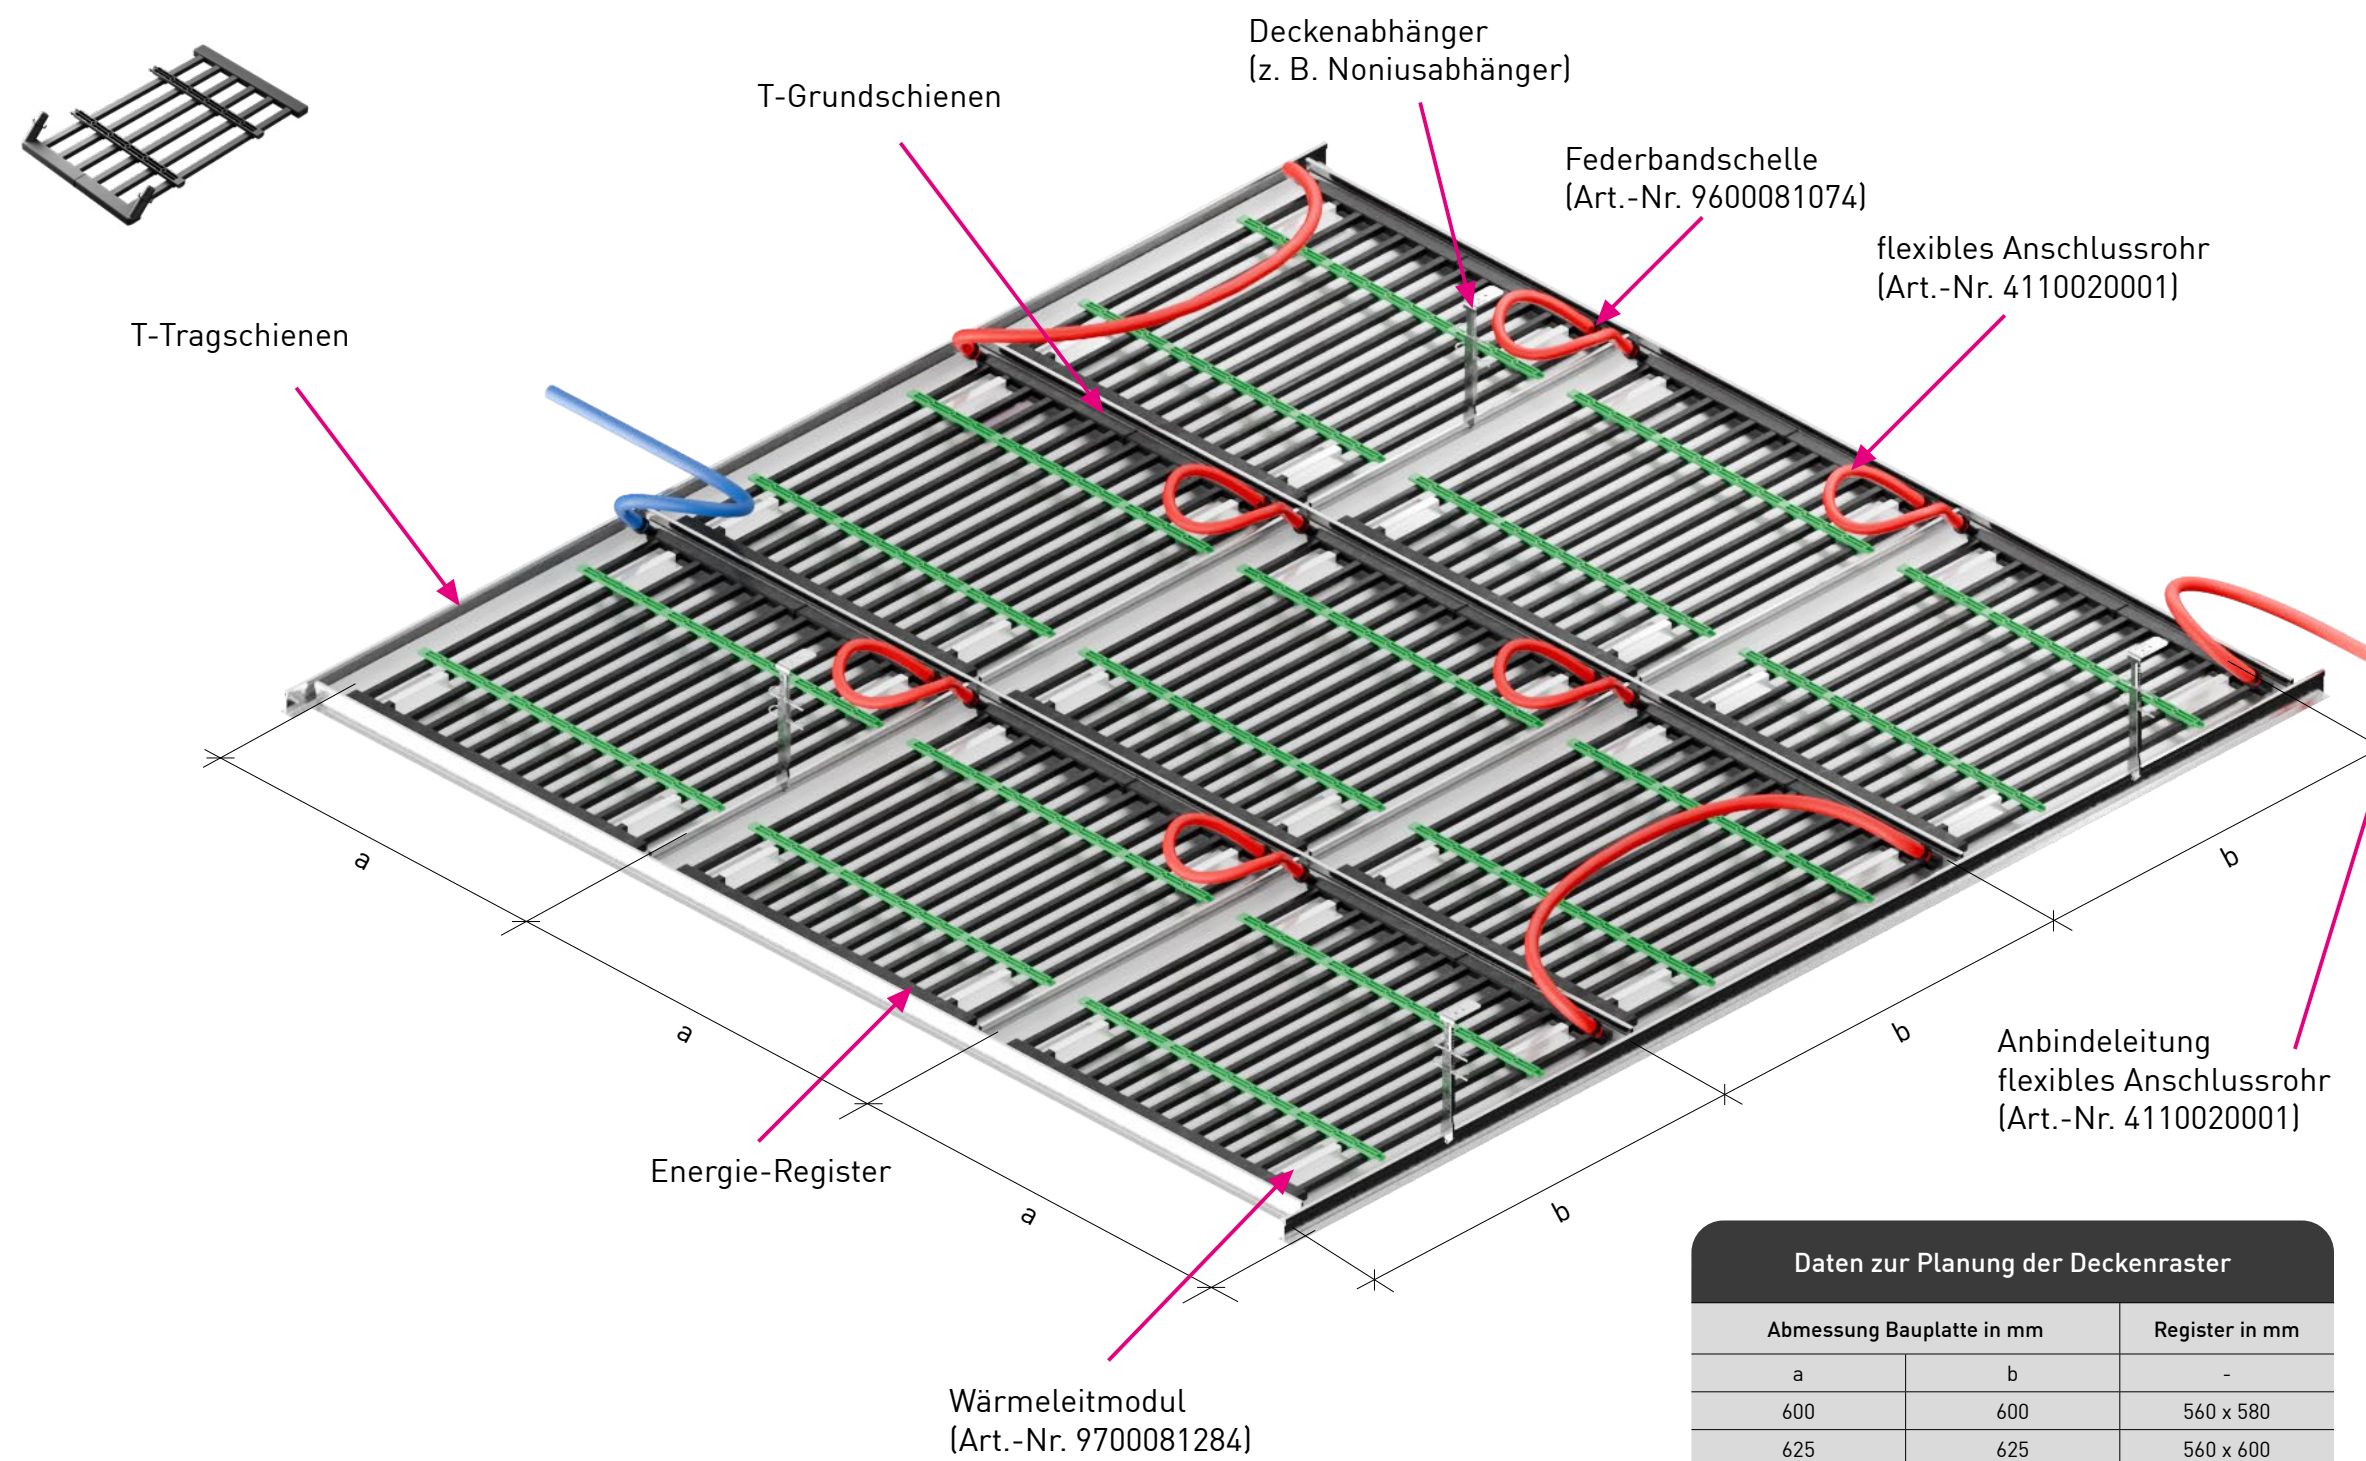 Deckenabhänger
(z. B. Noniusabhänger)
T-Grundschienen
Federbandschelle
(Art.-Nr. 9600081074)
flexibles Anschlussrohr
(Art.-Nr. 4110020001)
T-Tragschienen
a
a
a
b
b
b
Anbindeleitung
flexibles Anschlussrohr
(Art.-Nr. 4110020001)
Energie-Register
Wärmeleitmodul
(Art.-Nr. 9700081284)
Daten zur Planung der Deckenraster
Abmessung Bauplatte in mm Register in mm
a b -
600 600 560 x 580
625 625 560 x 600